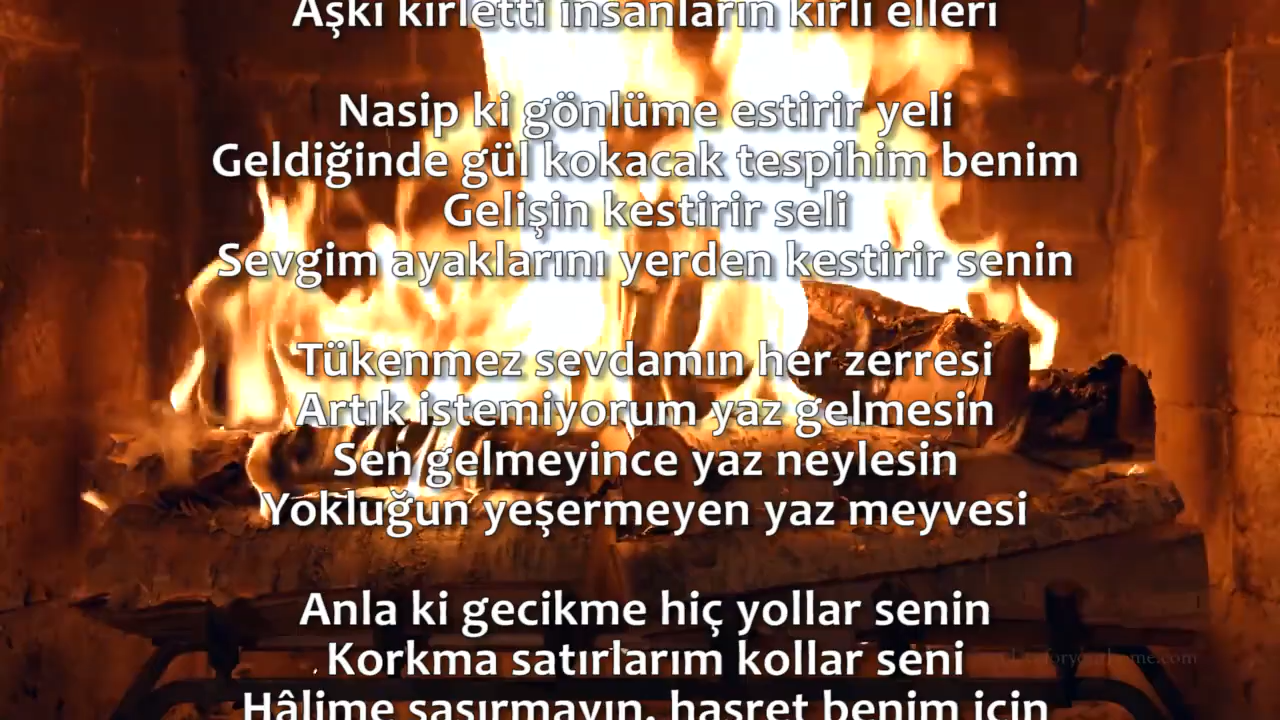 Aşkı kirletti insanların kirli elleri
Nasip ki gönlüme estirir yeli
Geldiğinde gül kokacak tespihim benim
Gelişin kestirir seli
Sevgim ayaklarını yerden kestirir senin
Tükenmez sevdamın her zerresi
Artık istemiyorum yaz gelmesin
Sen gelmeyince yaz neylesin
Yokluğun yeşermeyen yaz meyvesi
Anla ki gecikme hiç yollar senin
Korkma satırlarım kollar seni
Hâlime şaşırmayın, hasret benim için